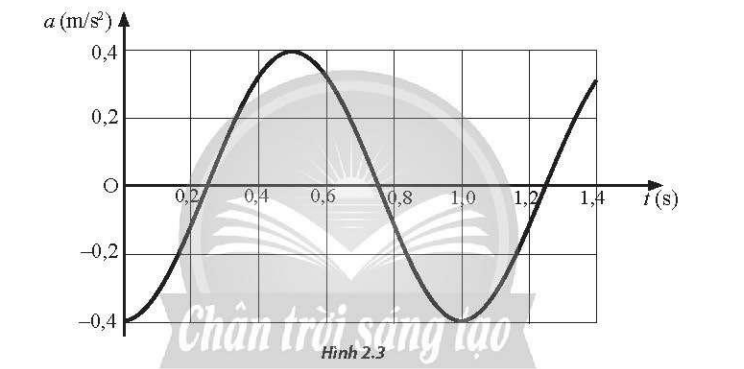 a (m/s²)
0,4
0,2
O
0,2 0,4 0,6 0,8 1,0 1,2 1,4 t (s)
–0,2
–0,4
Chân trời sáng tạo
Hình 2.3